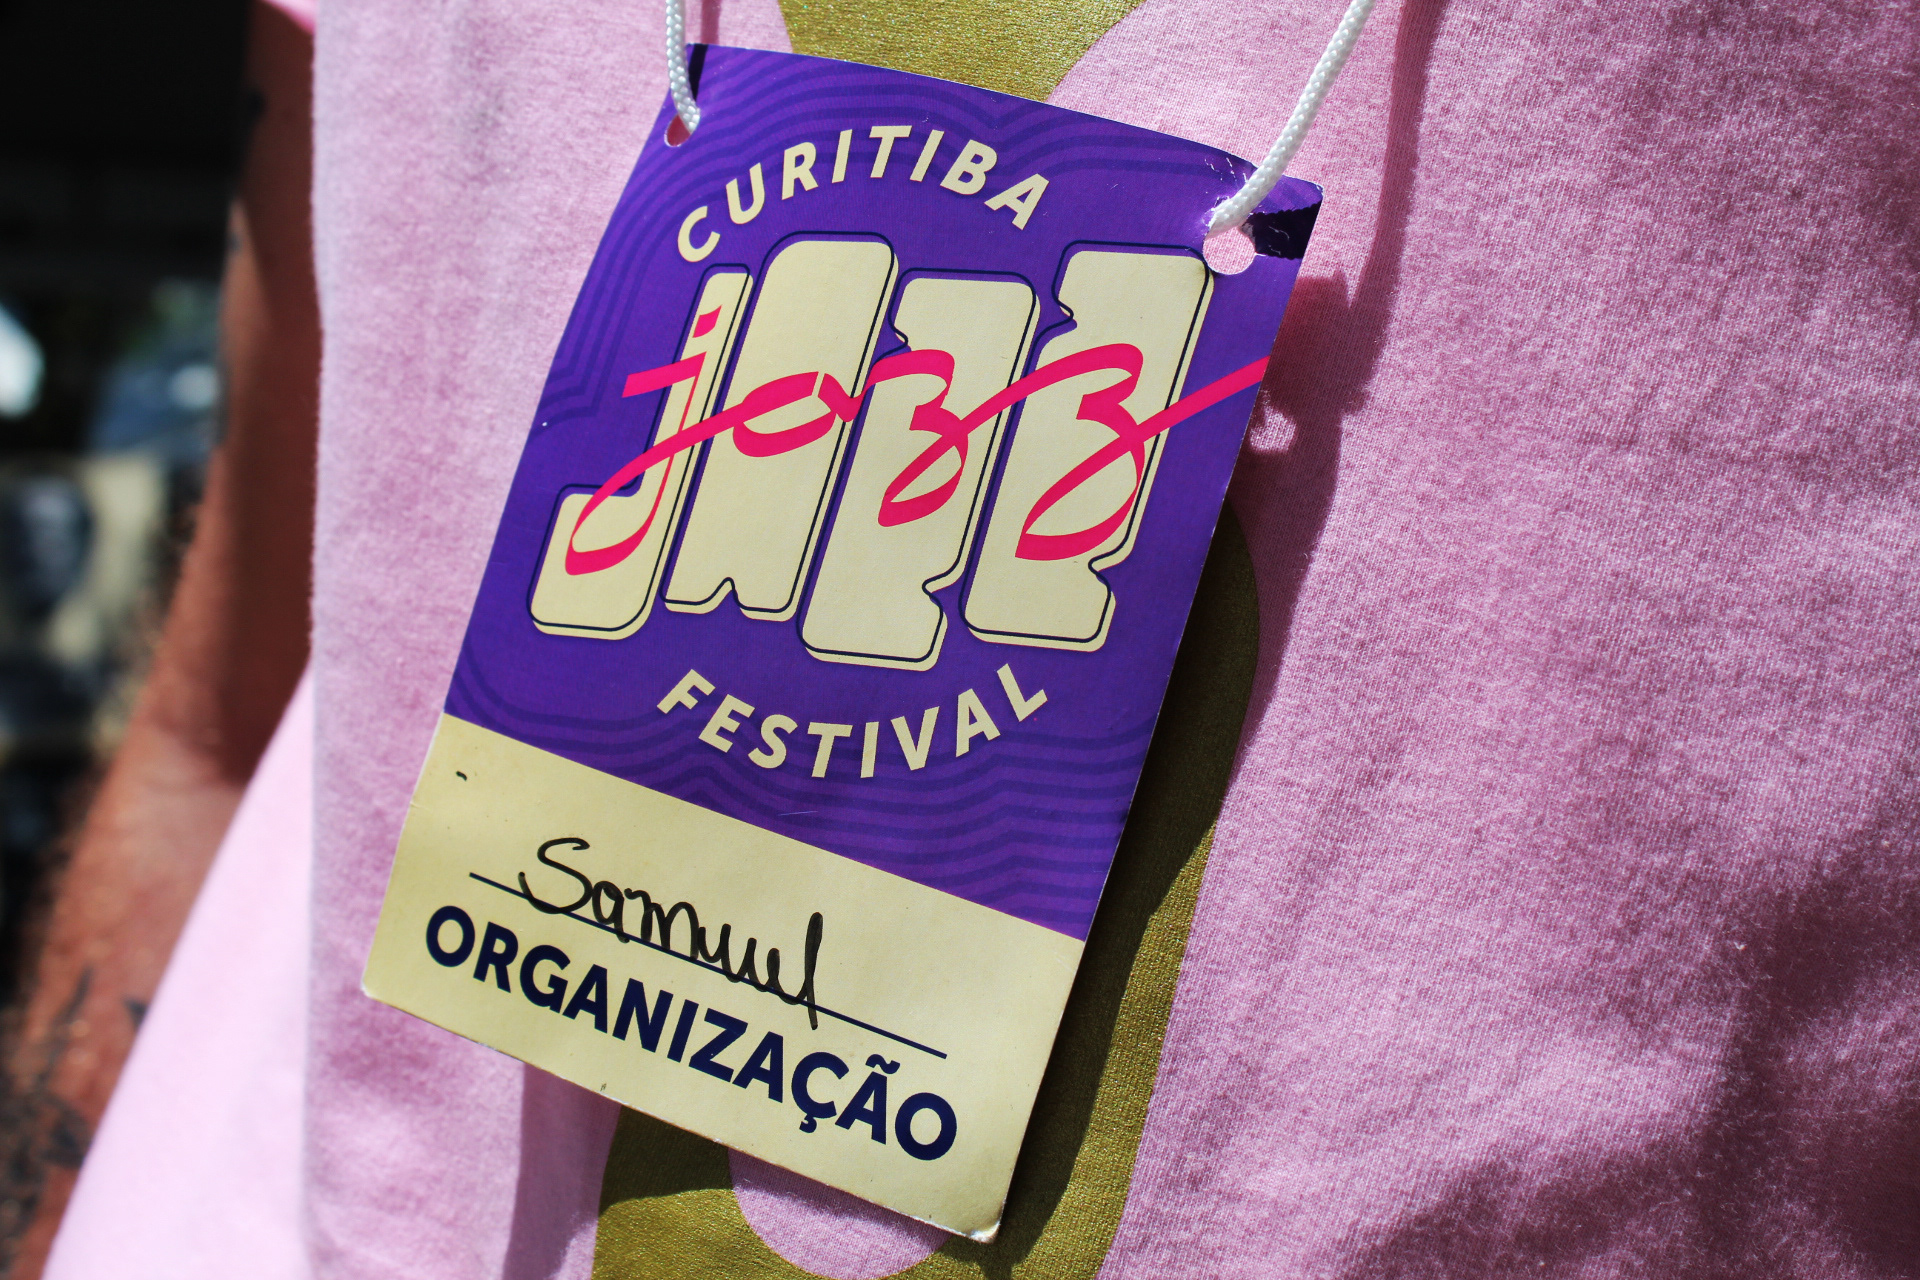 CURITIBA
jazz
FESTIVAL
Samuel
ORGANIZAÇÃO